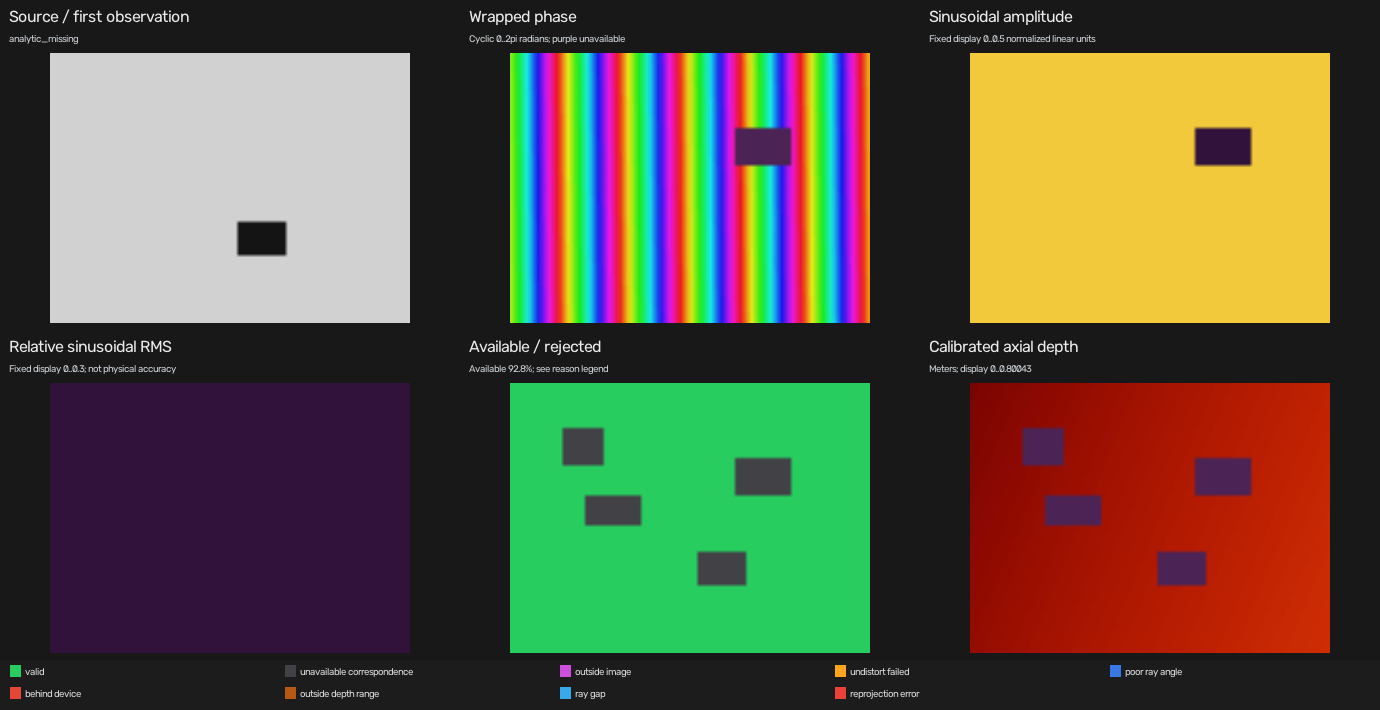 Source / first observation
analytic_missing
Wrapped phase
Cyclic 0..2pi radians; purple unavailable
Sinusoidal amplitude
Fixed display 0..0.5 normalized linear units
Relative sinusoidal RMS
Fixed display 0..0.3; not physical accuracy
Available / rejected
Available 92.8%; see reason legend
Calibrated axial depth
Meters; display 0..0.80043
valid
unavailable correspondence
outside image
undistort failed
poor ray angle
behind device
outside depth range
ray gap
reprojection error